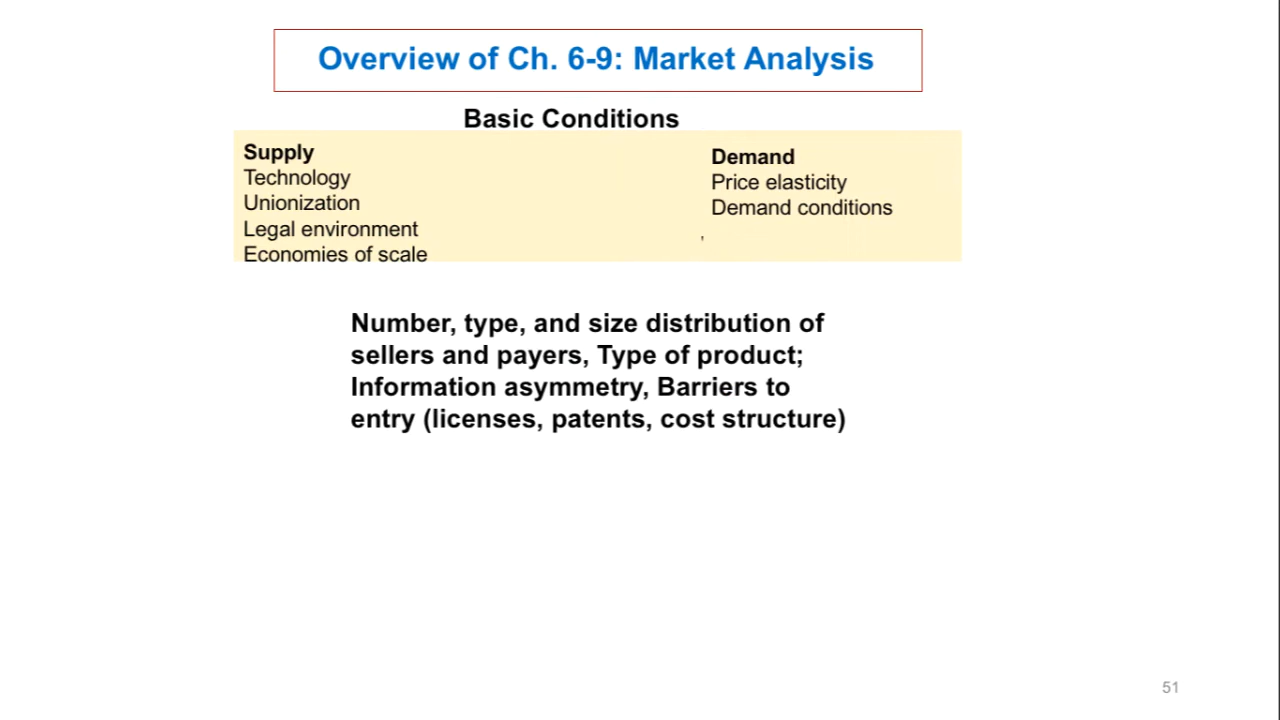 Overview of Ch. 6-9: Market Analysis
Basic Conditions
Supply
Technology
Unionization
Legal environment
Economies of scale
Demand
Price elasticity
Demand conditions
,
Number, type, and size distribution of
sellers and payers, Type of product;
Information asymmetry, Barriers to
entry (licenses, patents, cost structure)
51